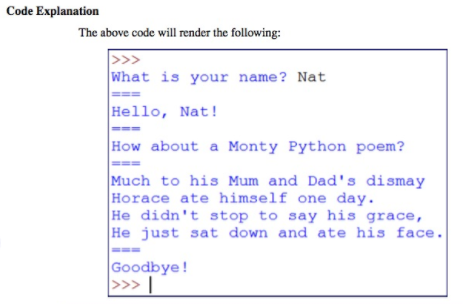 Code Explanation
The above code will render the following:
>>>
What is your name? Nat
===
Hello, Nat!
===
How about a Monty Python poem?
===
Much to his Mum and Dad's dismay
Horace ate himself one day.
He didn't stop to say his grace,
He just sat down and ate his face.
===
Goodbye!
>>>